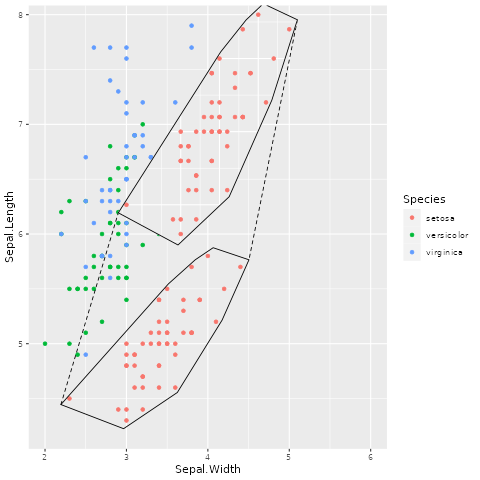 8
7
6
5
Sepal.Length
2
3
4
5
6
Sepal.Width
Species
setosa
versicolor
virginica